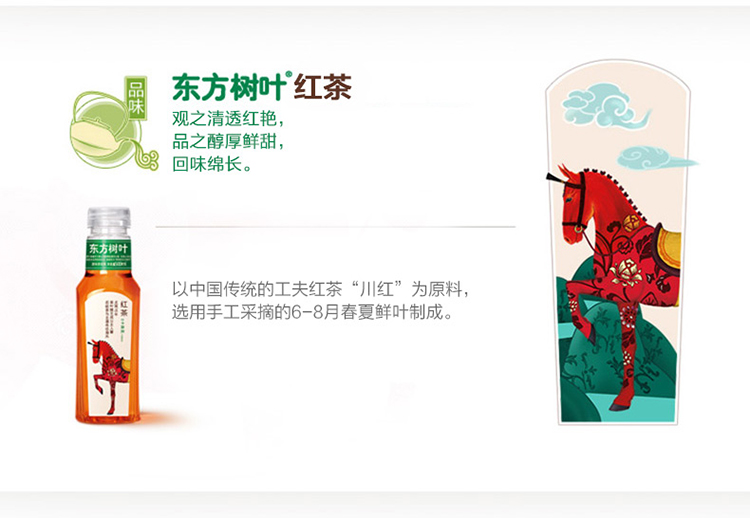 品味
东方树叶®红茶
观之清透红艳，
品之醇厚鲜甜，
回味绵长。
东方树叶
红茶
以中国传统的工夫红茶“川红”为原料，
选用手工采摘的6-8月春夏鲜叶制成。